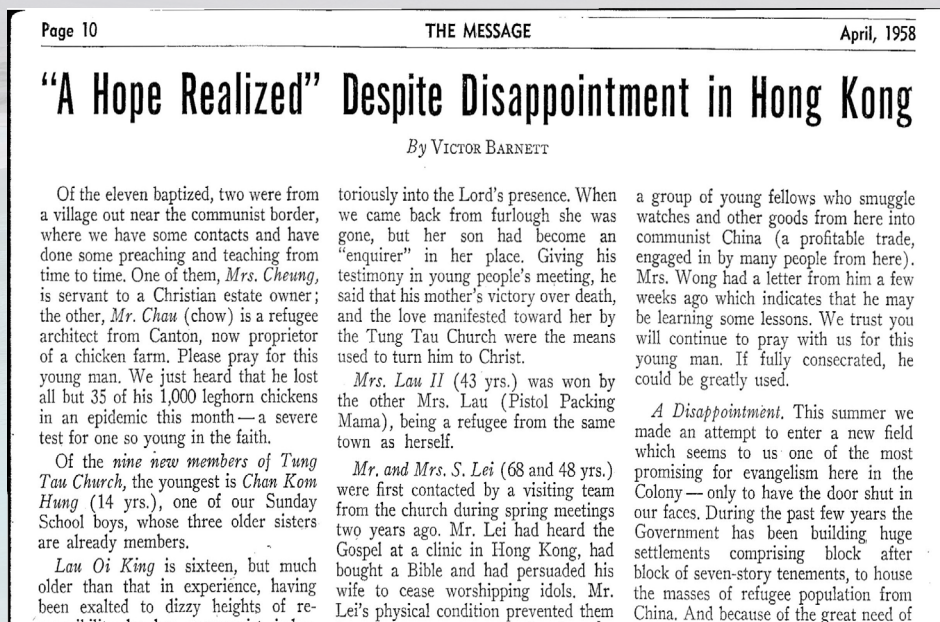 Page 10
THE MESSAGE
April, 1958
“A Hope Realized” Despite Disappointment in Hong Kong
By VICTOR BARNETT
Of the eleven baptized, two were from
a village out near the communist border,
where we have some contacts and have
done some preaching and teaching from
time to time. One of them, Mrs. Cheung,
is servant to a Christian estate owner;
the other, Mr. Chau (chow) is a refugee
architect from Canton, now proprietor
of a chicken farm. Please pray for this
young man. We just heard that he lost
all but 35 of his 1,000 leghorn chickens
in an epidemic this month — a severe
test for one so young in the faith.
Of the nine new members of Tung
Tau Church, the youngest is Chan Kom
Hung (14 yrs.), one of our Sunday
School boys, whose three older sisters
are already members.
Lau Oi King is sixteen, but much
older than that in experience, having
been exalted to dizzy heights of re-
toriously into the Lord’s presence. When
we came back from furlough she was
gone, but her son had become an
“enquirer” in her place. Giving his
testimony in young people’s meeting, he
said that his mother’s victory over death,
and the love manifested toward her by
the Tung Tau Church were the means
used to turn him to Christ.
Mrs. Lau II (43 yrs.) was won by
the other Mrs. Lau (Pistol Packing
Mama), being a refugee from the same
town as herself.
Mr. and Mrs. S. Lei (68 and 48 yrs.)
were first contacted by a visiting team
from the church during spring meetings
two years ago. Mr. Lei had heard the
Gospel at a clinic in Hong Kong, had
bought a Bible and had persuaded his
wife to cease worshipping idols. Mr.
Lei’s physical condition prevented them
a group of young fellows who smuggle
watches and other goods from here into
communist China (a profitable trade,
engaged in by many people from here).
Mrs. Wong had a letter from him a few
weeks ago which indicates that he may
be learning some lessons. We trust you
will continue to pray with us for this
young man. If fully consecrated, he
could be greatly used.
A Disappointment. This summer we
made an attempt to enter a new field
which seems to us one of the most
promising for evangelism here in the
Colony — only to have the door shut in
our faces. During the past few years the
Government has been building huge
settlements comprising block after
block of seven-story tenements, to house
the masses of refugee population from
China. And because of the great need of